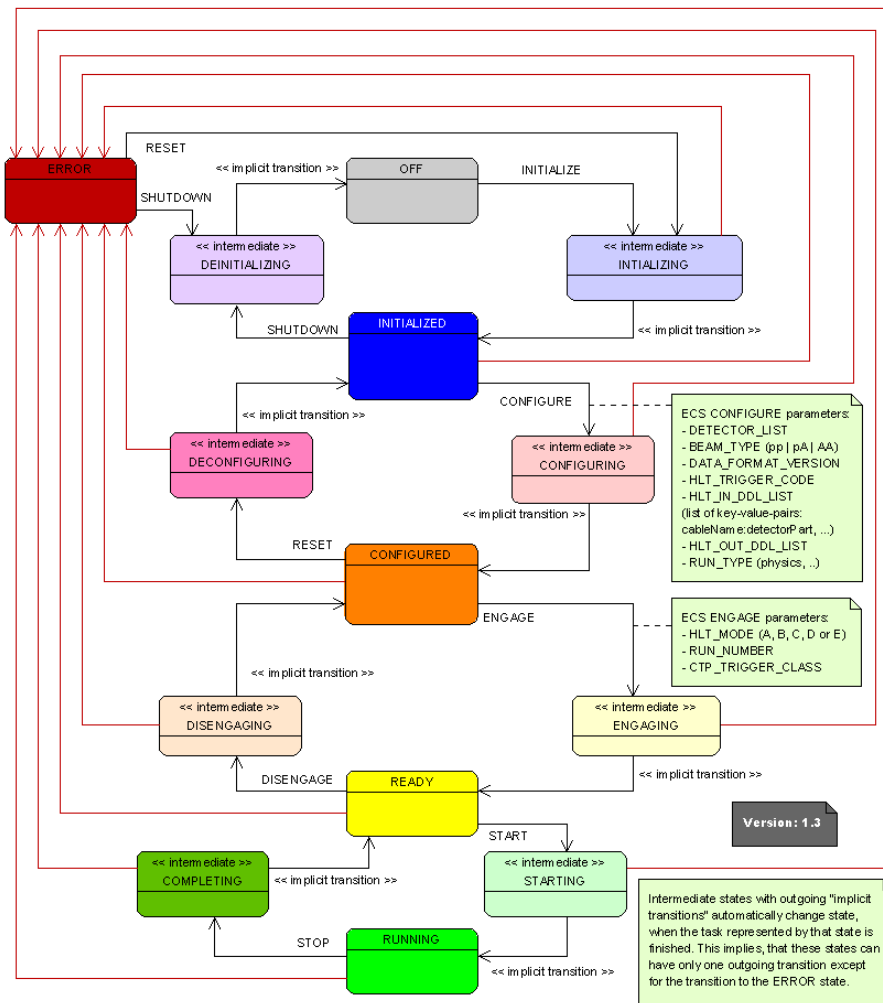 RESET
ERROR
<< implicit transition >>
OFF
INITIALIZE
SHUTDOWN
<< intermediate >>
DEINITIALIZING
<< intermediate >>
INTIALIZING
INITIALIZED
SHUTDOWN
<< implicit transition >>
CONFIGURE
<< implicit transition >>
<< intermediate >>
DECONFIGURING
<< intermediate >>
CONFIGURING
ECS CONFIGURE parameters:
- DETECTOR_LIST
- BEAM_TYPE (pp | pA | AA)
- DATA_FORMAT_VERSION
- HLT_TRIGGER_CODE
- HLT_IN_DDL_LIST
(list of key-value-pairs:
cableName:detectorPart, ...)
- HLT_OUT_DDL_LIST
- RUN_TYPE (physics, ..)
<< implicit transition >>
RESET
CONFIGURED
ENGAGE
ECS ENGAGE parameters:
- HLT_MODE (A, B, C, D or E)
- RUN_NUMBER
- CTP_TRIGGER_CLASS
<< implicit transition >>
<< intermediate >>
DISENGAGING
<< intermediate >>
ENGAGING
DISENGAGE
READY
<< implicit transition >>
START
Version: 1.3
<< intermediate >>
COMPLETING
<< implicit transition >>
<< intermediate >>
STARTING
STOP
RUNNING
<< implicit transition >>
Intermediate states with outgoing "implicit
transitions" automatically change state,
when the task represented by that state is
finished. This implies, that these states can
have only one outgoing transition except
for the transition to the ERROR state.